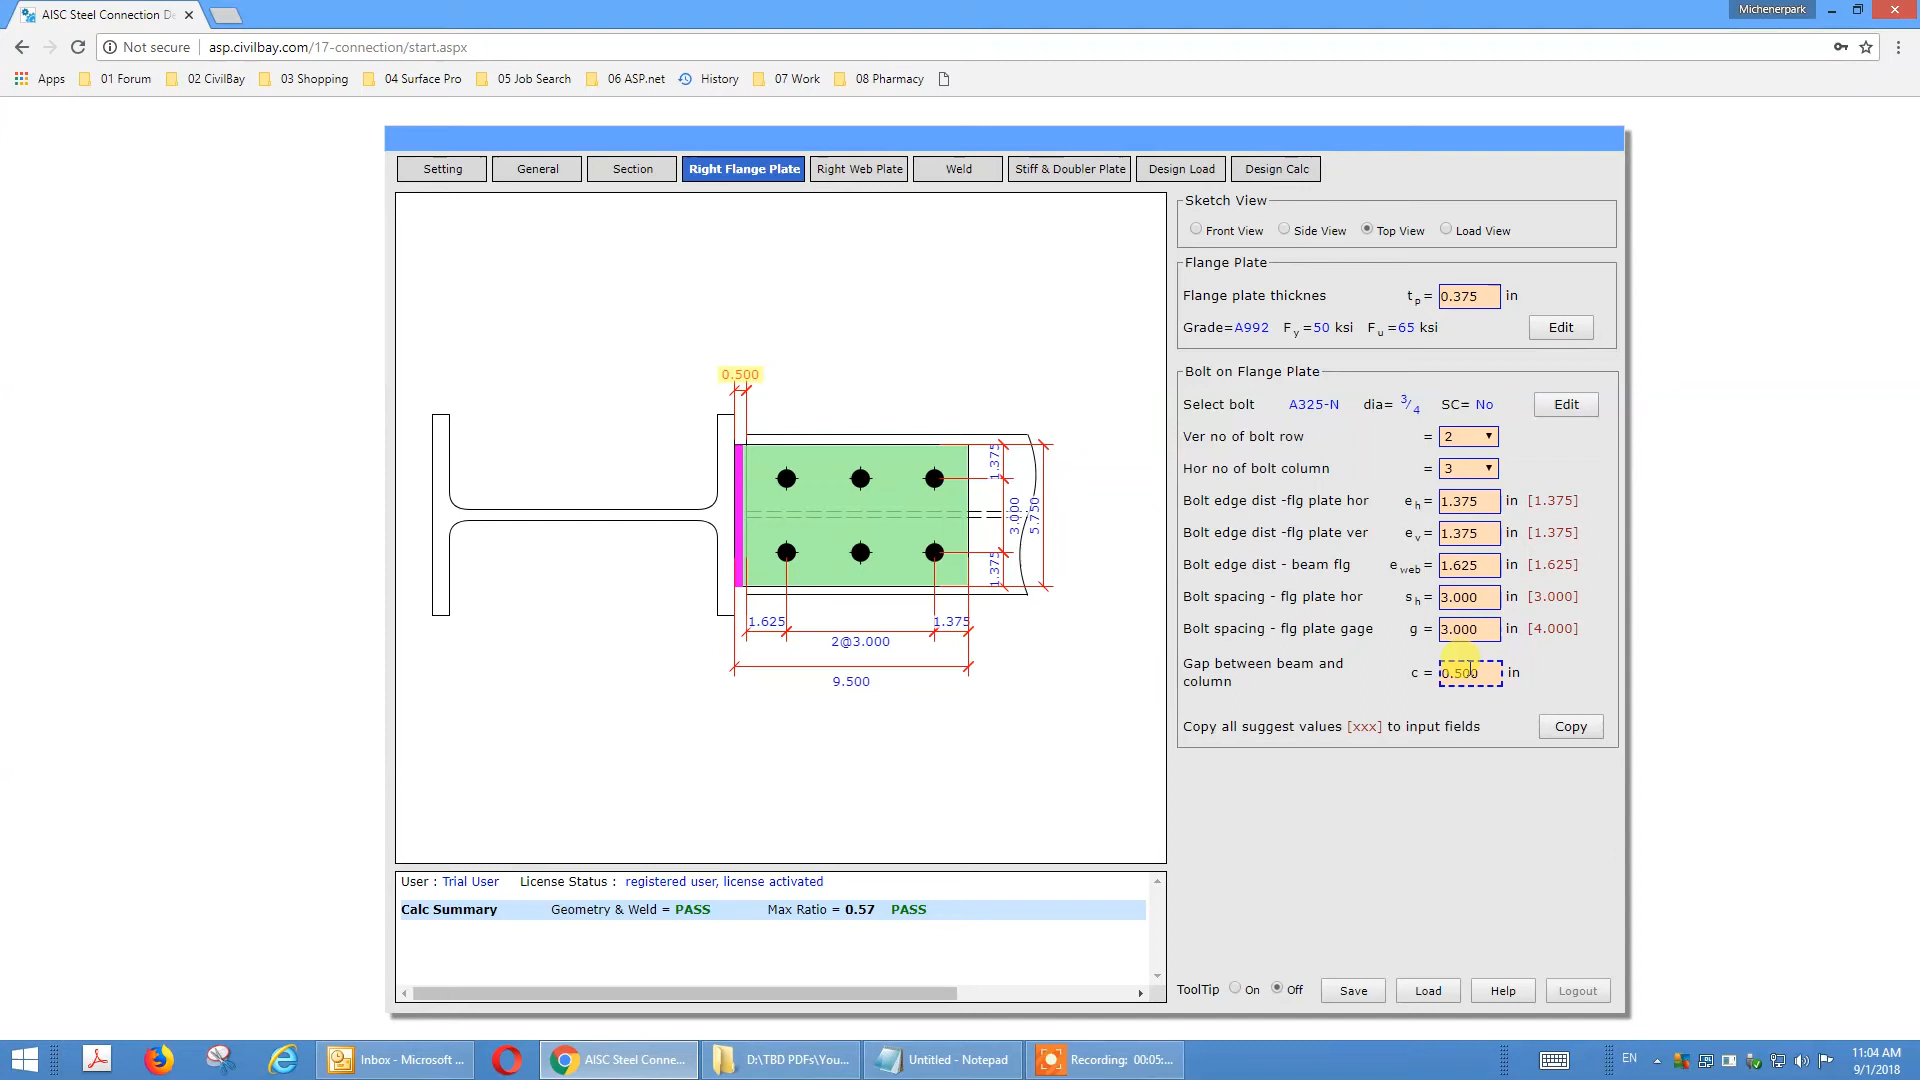 AISC Steel Connection De
Michenerpark
Not secure asp.civilbay.com/17-connection/start.aspx
Apps 01 Forum 02 CivilBay 03 Shopping 04 Surface Pro 05 Job Search 06 ASP.net History 07 Work 08 Pharmacy
Setting General Section Right Flange Plate Right Web Plate Weld Stiff & Doubler Plate Design Load Design Calc
Sketch View
Front View Side View Top View Load View
Flange Plate
Flange plate thicknes tp= 0.375 in
Grade=A992 Fy=50 ksi Fu=65 ksi Edit
Bolt on Flange Plate
Select bolt A325-N dia= 3/4 SC= No Edit
Ver no of bolt row = 2
Hor no of bolt column = 3
Bolt edge dist -flg plate hor eh= 1.375 in [1.375]
Bolt edge dist -flg plate ver ev= 1.375 in [1.375]
Bolt edge dist - beam flg eweb= 1.625 in [1.625]
Bolt spacing - flg plate hor sh= 3.000 in [3.000]
Bolt spacing - flg plate gage g = 3.000 in [4.000]
Gap between beam and
column c = 0.500 in
Copy all suggest values [xxx] to input fields Copy
0.500
1.375
3.000
5.750
1.375
1.625 1.375
2@3.000
9.500
User : Trial User License Status : registered user, license activated
Calc Summary Geometry & Weld = PASS Max Ratio = 0.57 PASS
ToolTip On Off Save Load Help Logout
Inbox - Microsoft ... AISC Steel Conne... D:\TBD PDFs\You... Untitled - Notepad Recording: 00:05:... EN 11:04 AM
9/1/2018